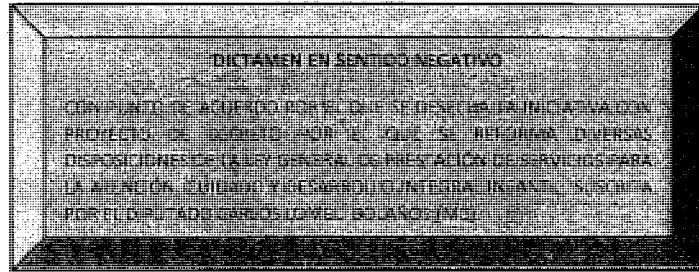 DICTAMEN EN SENTIDO NEGATIVO
CON PUNTO DE ACUERDO POR EL QUE SE DESECHA LA INICIATIVA CON
PROYECTO DE DECRETO POR EL QUE SE REFORMA DIVERSAS
DISPOSICIONES DE LA LEY GENERAL DE PRESTACIÓN DE SERVICIOS PARA
LA ATENCIÓN, CUIDADO Y DESARROLLO INTEGRAL INFANTIL, SUSCRITA
POR EL DIPUTADO CARLOS LOMELÍ BOLAÑOS (MC)